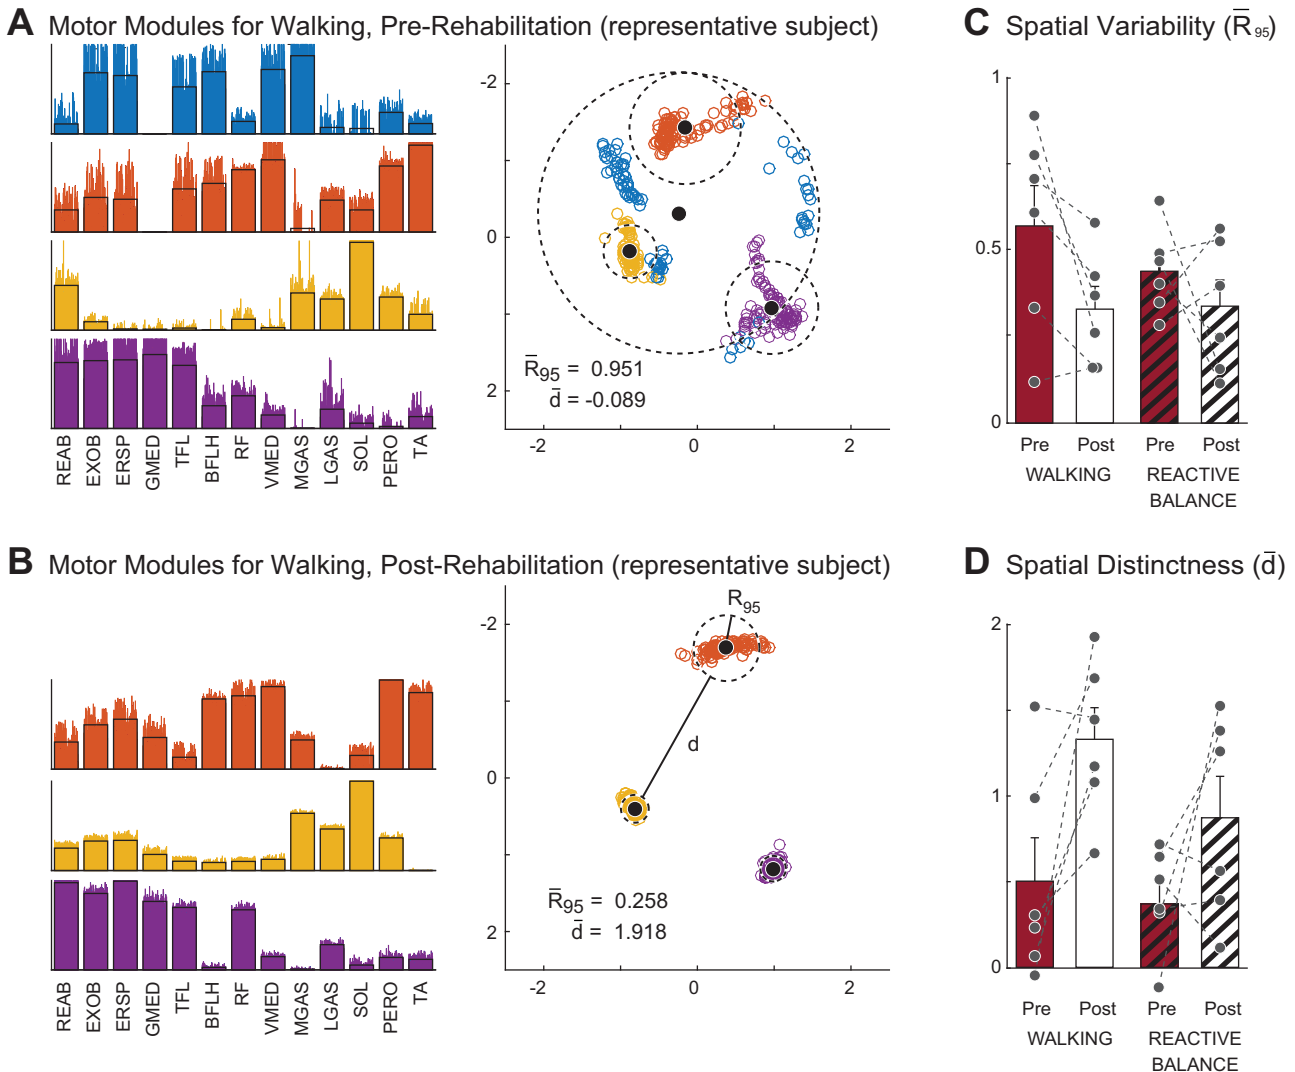 A Motor Modules for Walking, Pre-Rehabilitation (representative subject)
REAB EXOB ERSP GMED TFL BFLH RF VMED MGAS LGAS SOL PERO TA
-2
0
2
R̅95 = 0.951
d̅ = -0.089
-2 0 2
C Spatial Variability (R̅95)
1
0.5
0
Pre Post Pre Post
WALKING REACTIVE
BALANCE
B Motor Modules for Walking, Post-Rehabilitation (representative subject)
REAB EXOB ERSP GMED TFL BFLH RF VMED MGAS LGAS SOL PERO TA
R95
-2
d
0
R̅95 = 0.258
d̅ = 1.918
2
-2 0 2
D Spatial Distinctness (d̅)
2
1
0
Pre Post Pre Post
WALKING REACTIVE
BALANCE